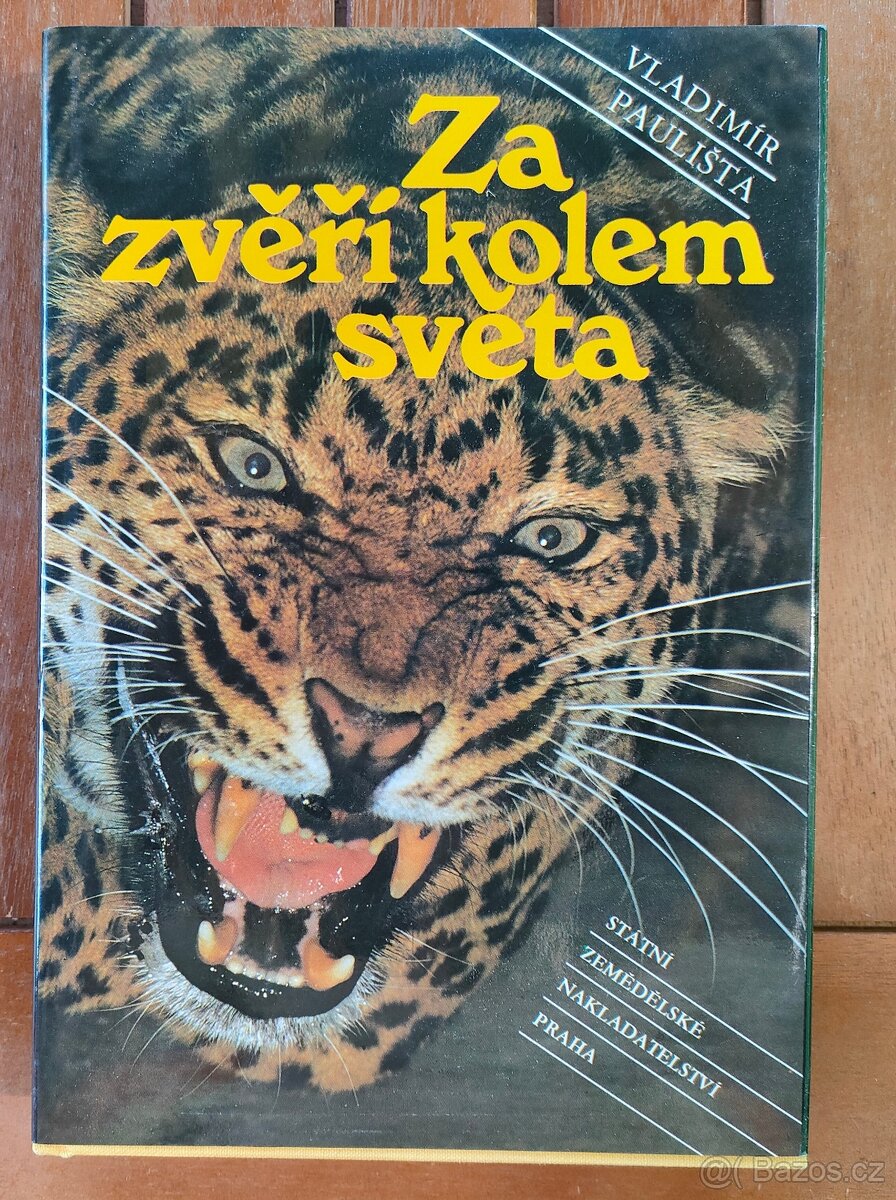 VLADIMÍR
PAULIŠTA
Za
zvěří kolem
světa
STÁTNÍ
ZEMĚDĚLSKÉ
NAKLADATELSTVÍ
PRAHA
@( Bazos.cz